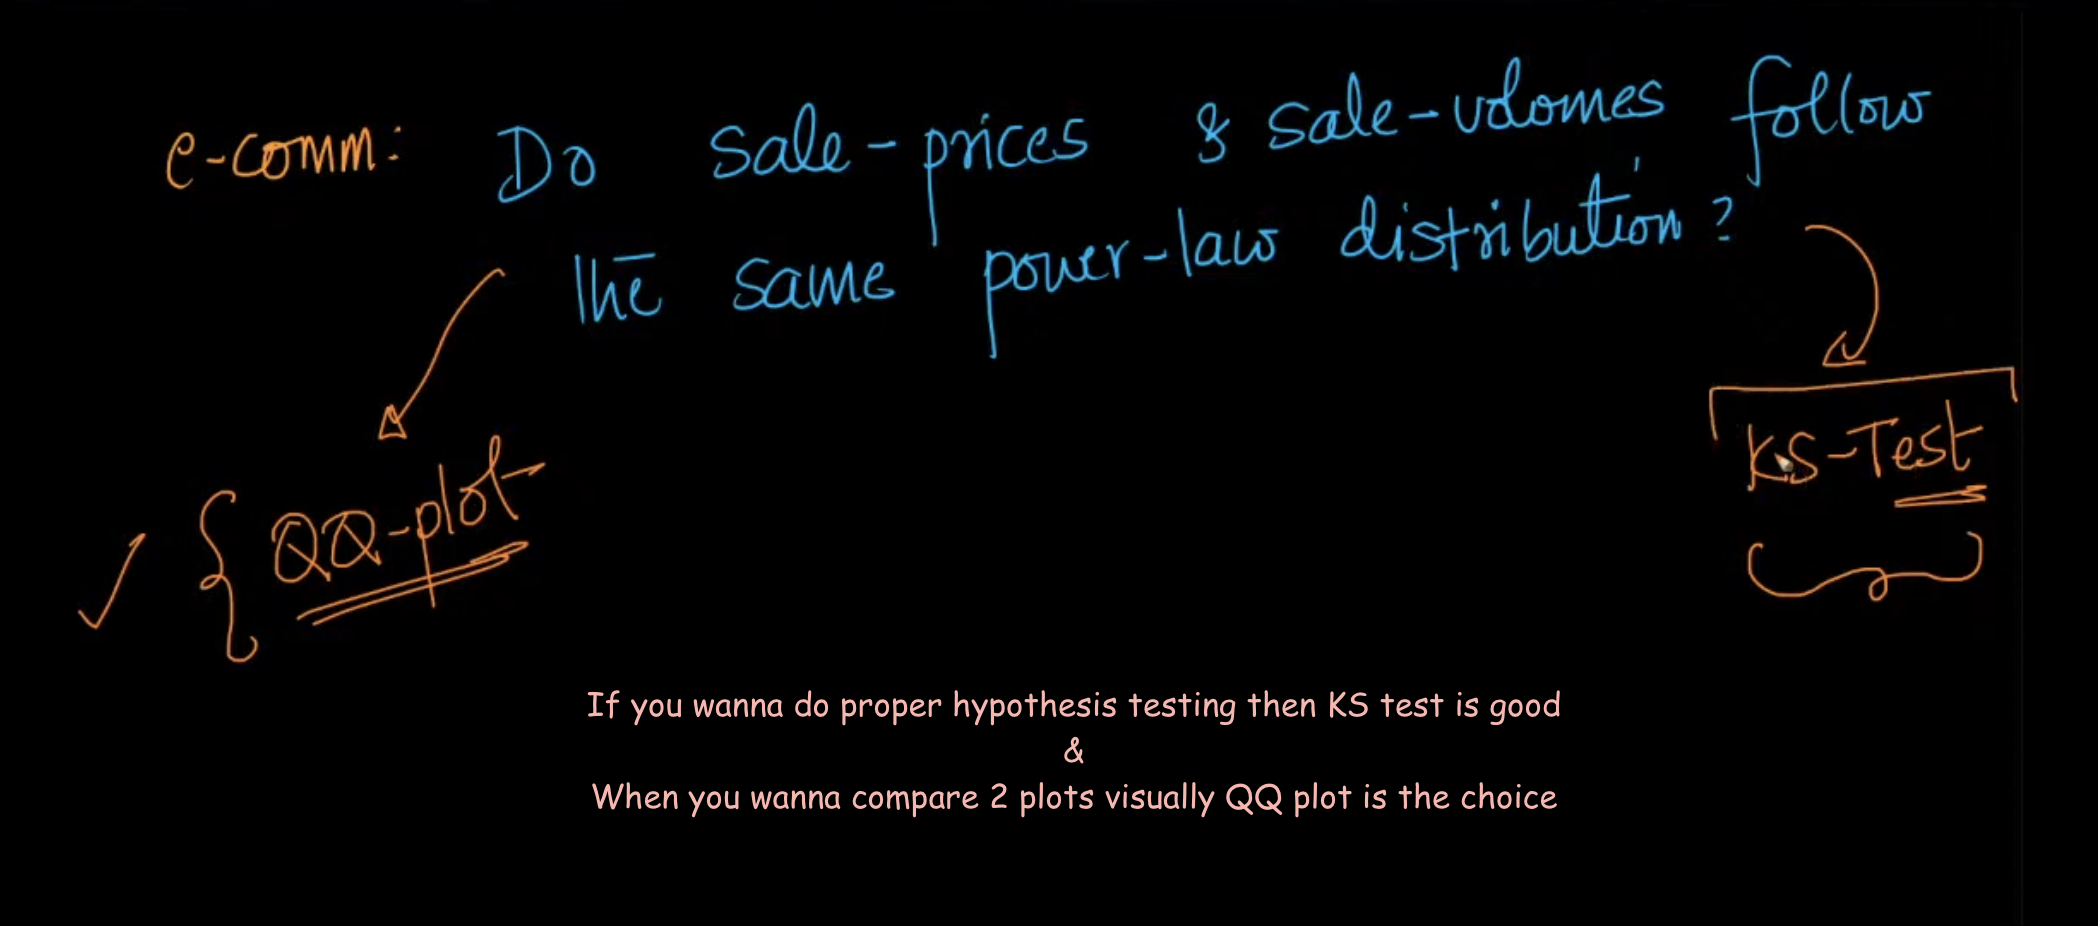 e-comm: Do sale-prices & sale-volomes follow
The same power-law distribution?
QQ-plot
KS-Test
If you wanna do proper hypothesis testing then KS test is good
&
When you wanna compare 2 plots visually QQ plot is the choice